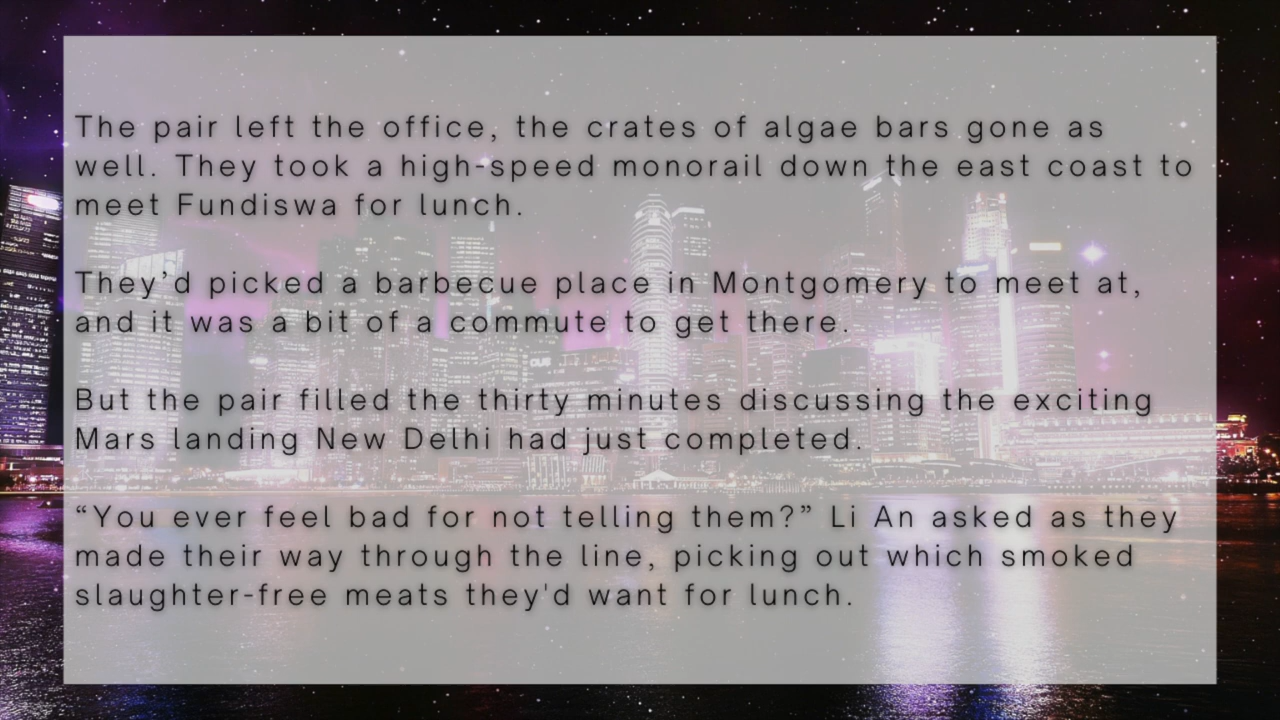 The pair left the office, the crates of algae bars gone as
well. They took a high-speed monorail down the east coast to
meet Fundiswa for lunch.
They’d picked a barbecue place in Montgomery to meet at,
and it was a bit of a commute to get there.
But the pair filled the thirty minutes discussing the exciting
Mars landing New Delhi had just completed.
“You ever feel bad for not telling them?” Li An asked as they
made their way through the line, picking out which smoked
slaughter-free meats they'd want for lunch.